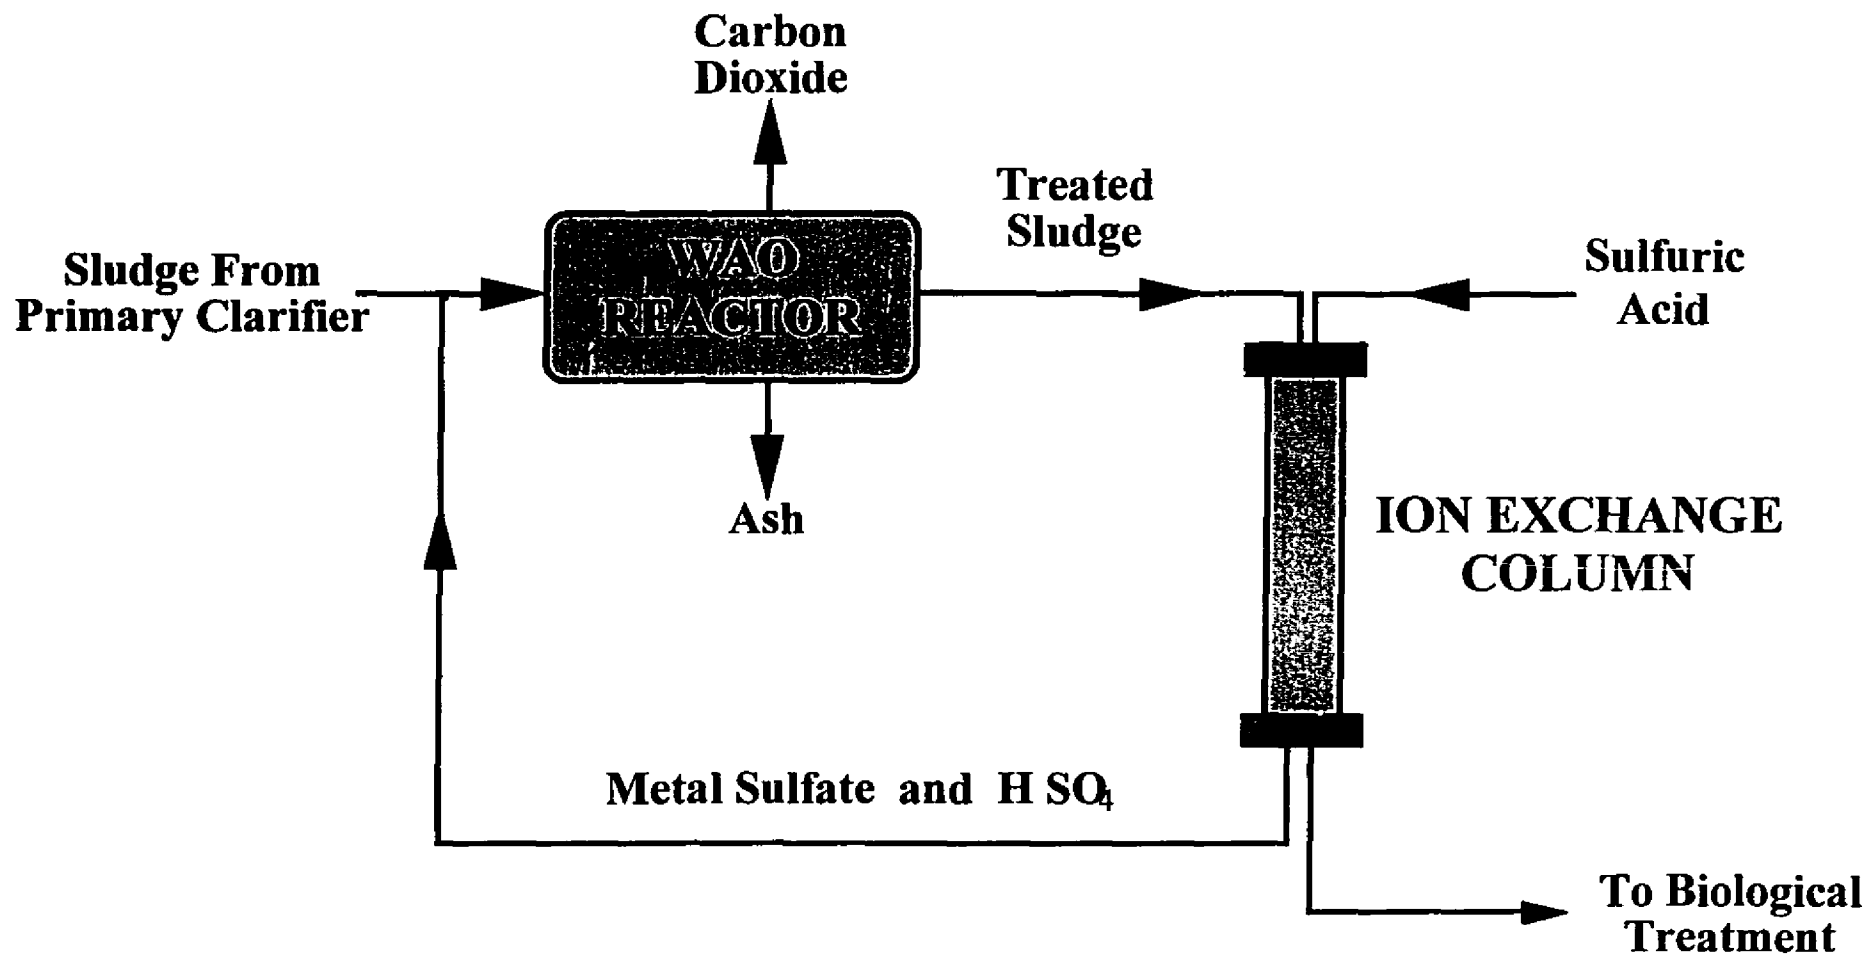 Carbon
Dioxide
Treated
Sludge
Sulfuric
Acid
Sludge From
Primary Clarifier
WAO
REACTOR
Ash
ION EXCHANGE
COLUMN
Metal Sulfate and H SO4
To Biological
Treatment